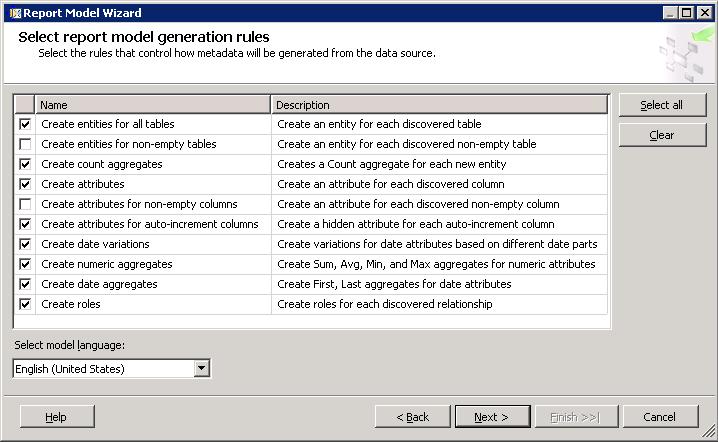 Report Model Wizard
Select report model generation rules
Select the rules that control how metadata will be generated from the data source.
Name Description
Create entities for all tables Create an entity for each discovered table
Create entities for non-empty tables Create an entity for each discovered non-empty table
Create count aggregates Creates a Count aggregate for each new entity
Create attributes Create an attribute for each discovered column
Create attributes for non-empty columns Create an attribute for each discovered non-empty column
Create attributes for auto-increment columns Create a hidden attribute for each auto-increment column
Create date variations Create variations for date attributes based on different date parts
Create numeric aggregates Create Sum, Avg, Min, and Max aggregates for numeric attributes
Create date aggregates Create First, Last aggregates for date attributes
Create roles Create roles for each discovered relationship
Select all
Clear
Select model language:
English (United States)
Help < Back Next > Finish >>| Cancel